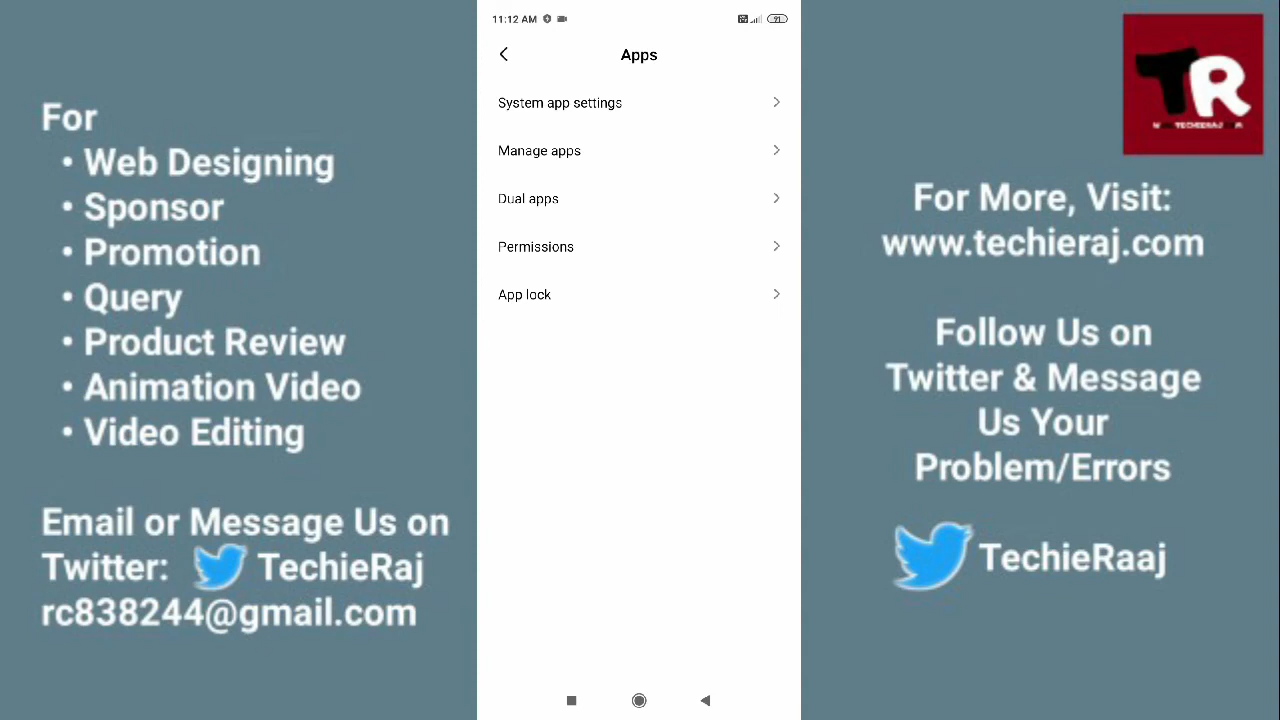 For
• Web Designing
• Sponsor
• Promotion
• Query
• Product Review
• Animation Video
• Video Editing
Email or Message Us on
Twitter: TechieRaj
rc838244@gmail.com
11:12 AM
91
Apps
System app settings
Manage apps
Dual apps
Permissions
App lock
TR
For More, Visit:
www.techieraj.com
Follow Us on
Twitter & Message
Us Your
Problem/Errors
TechieRaaj